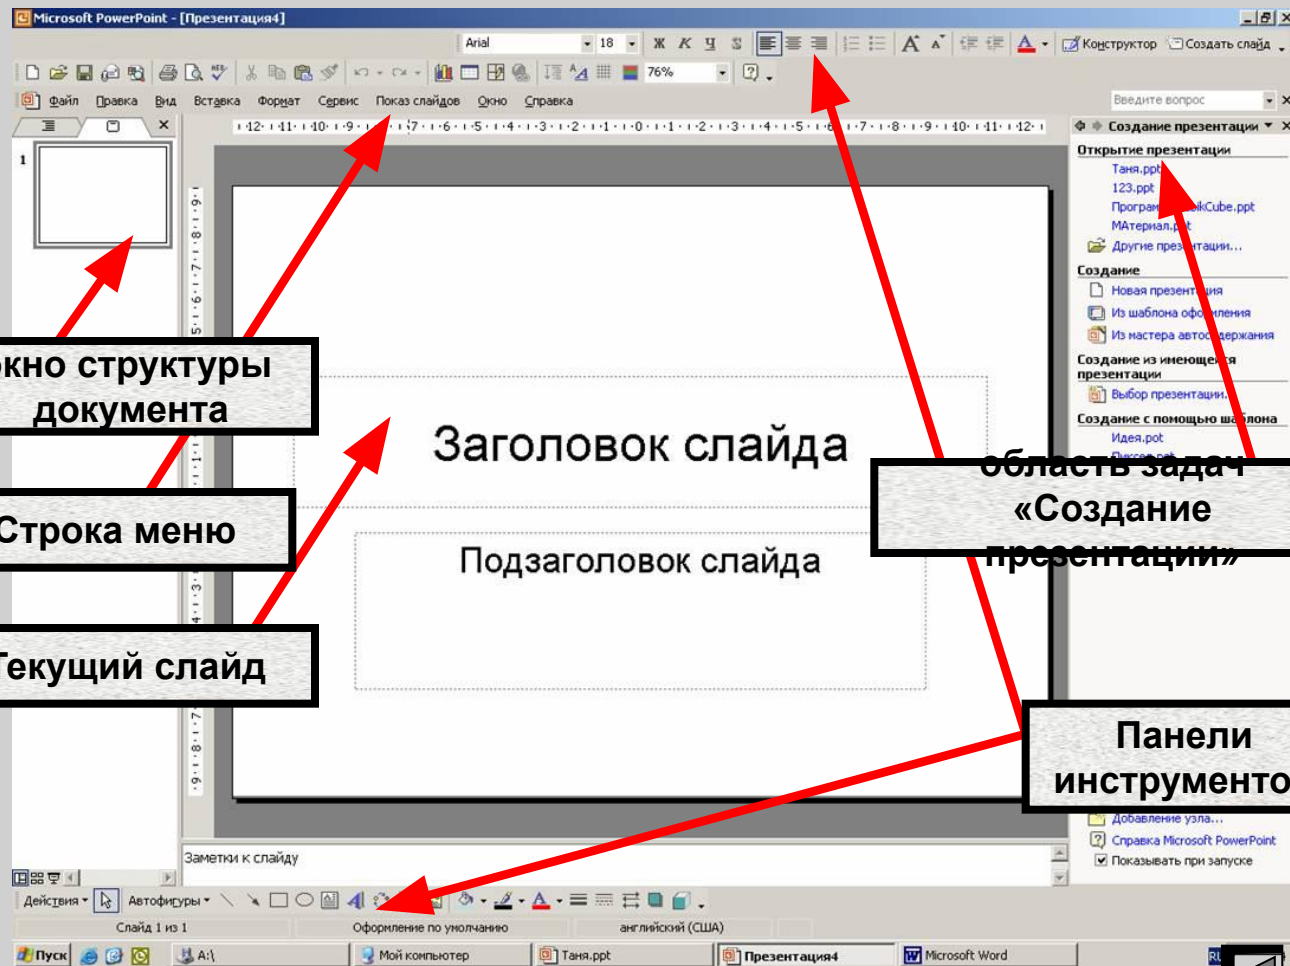 Microsoft PowerPoint - [Презентация4]
Arial 18 Ж К Ч S Конструктор Создать слайд
76%
Файл Правка Вид Вставка Формат Сервис Показ слайдов Окно Справка Введите вопрос
Создание презентации
1
Открытие презентации
Таня.ppt
123.ppt
МАтериал.ppt
Другие презентации...
Создание
Новая презентация
Из шаблона оформления
Из мастера автосодержания
Создание из имеющейся
презентации
Выбор презентации...
Создание с помощью шаблона
Идея.pot
окно структуры
документа
Заголовок слайда
область задач
«Создание
презентации»
Строка меню
Подзаголовок слайда
Текущий слайд
Панели
инструменто
Добавление узла...
Справка Microsoft PowerPoint
Показывать при запуске
Заметки к слайду
Действия Автофигуры
Слайд 1 из 1 Оформление по умолчанию английский (США)
Пуск A:\ Мой компьютер Таня.ppt Презентация4 Microsoft Word